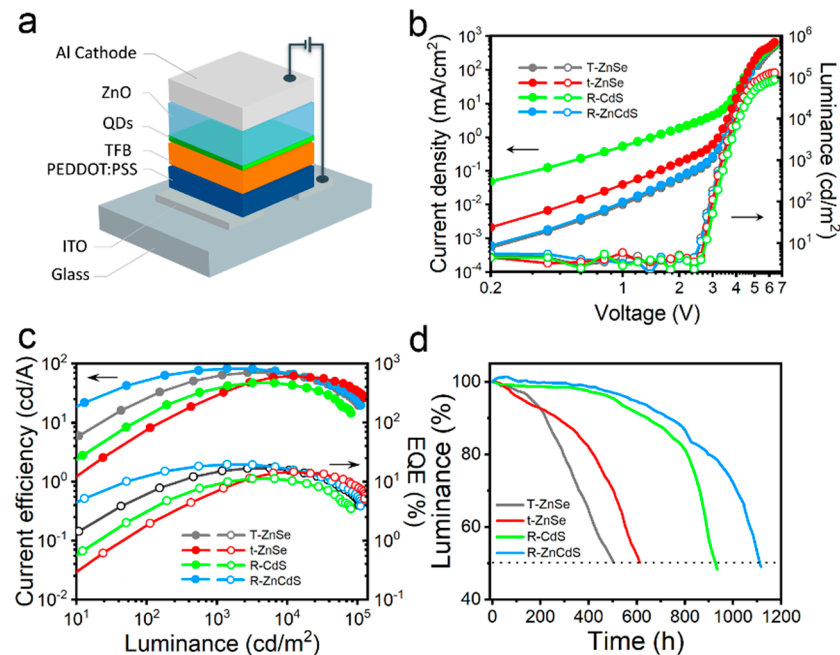 a
Al Cathode
ZnO
QDs
TFB
PEDDOT:PSS
ITO
Glass
b
Current density (mA/cm²)
10³
10²
10¹
10⁰
10⁻¹
10⁻²
10⁻³
10⁻⁴
T-ZnSe
t-ZnSe
R-CdS
R-ZnCdS
10⁶
10⁵
10⁴
10³
10²
10¹
Luminance (cd/m²)
0.2 1 2 3 4 5 6 7
Voltage (V)
c
Current efficiency (cd/A)
10²
10¹
10⁰
10⁻¹
10⁻²
T-ZnSe
t-ZnSe
R-CdS
R-ZnCdS
10³
10²
10¹
10⁰
10⁻¹
EQE (%)
10¹ 10² 10³ 10⁴ 10⁵
Luminance (cd/m²)
d
Luminance (%)
100
80
60
40
T-ZnSe
t-ZnSe
R-CdS
R-ZnCdS
0 200 400 600 800 1000 1200
Time (h)